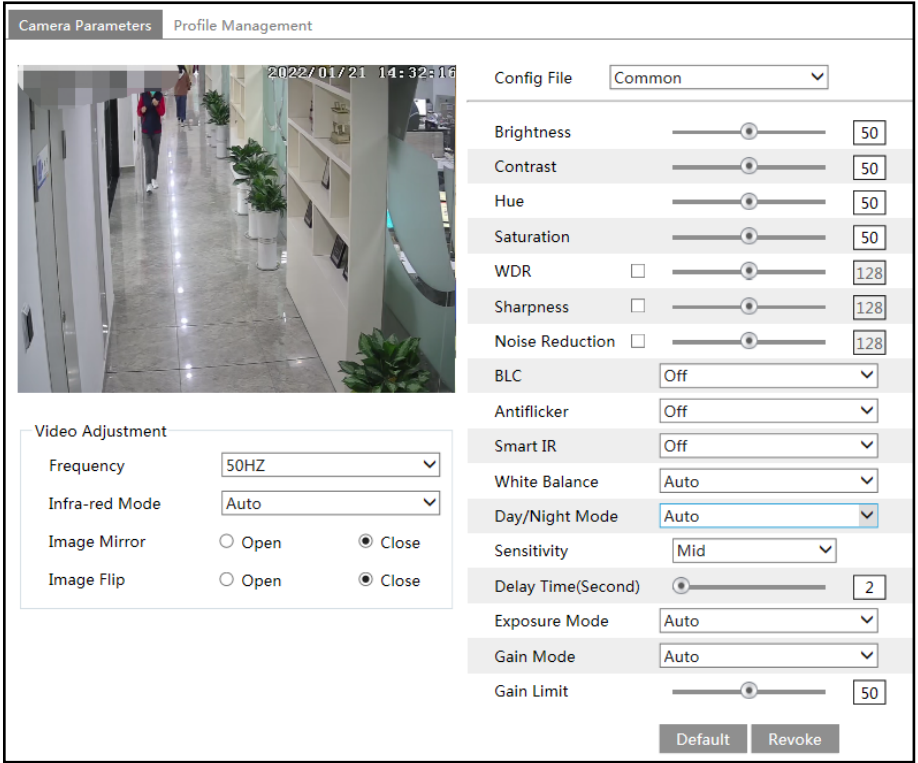 Camera Parameters Profile Management
2022/01/21 14:32:16
Config File Common
Brightness 50
Contrast 50
Hue 50
Saturation 50
WDR 128
Sharpness 128
Noise Reduction 128
BLC Off
Antiflicker Off
Smart IR Off
White Balance Auto
Day/Night Mode Auto
Sensitivity Mid
Delay Time(Second) 2
Exposure Mode Auto
Gain Mode Auto
Gain Limit 50
Default Revoke
Video Adjustment
Frequency 50HZ
Infra-red Mode Auto
Image Mirror Open Close
Image Flip Open Close